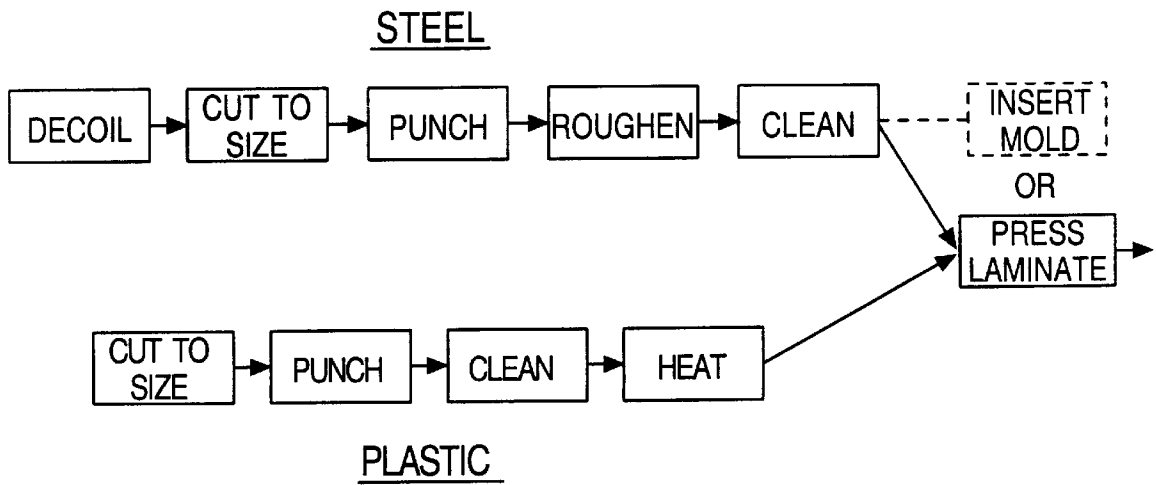 STEEL
DECOIL
CUT TO
SIZE
PUNCH
ROUGHEN
CLEAN
INSERT
MOLD
OR
PRESS
LAMINATE
CUT TO
SIZE
PUNCH
CLEAN
HEAT
PLASTIC